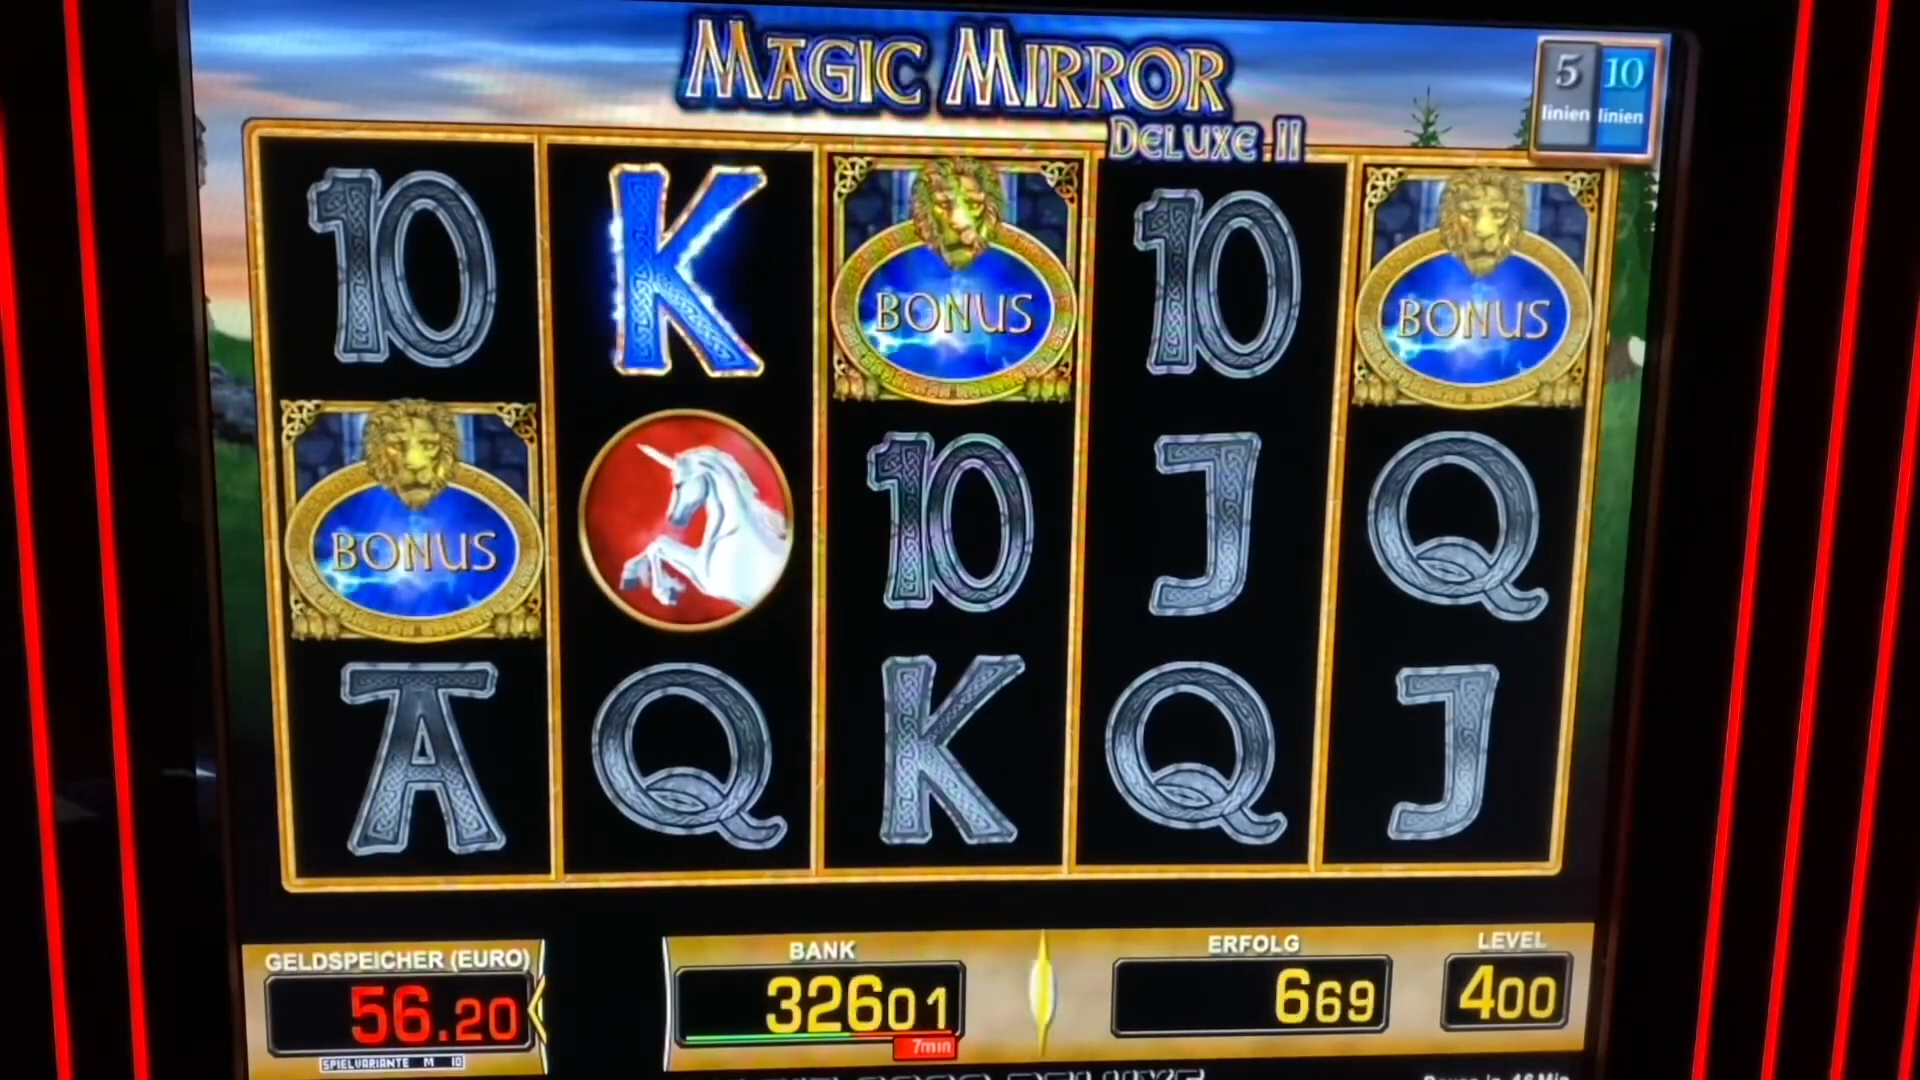 MAGIC MIRROR
DELUXE II
5 linien
10 linien
10 K BONUS 10 BONUS
BONUS 10 J Q
A Q K Q J
GELDSPEICHER (EURO)
56.20
SPIELVARIANTE M 10
BANK
32601
7min
ERFOLG
669
LEVEL
400
DELUXE